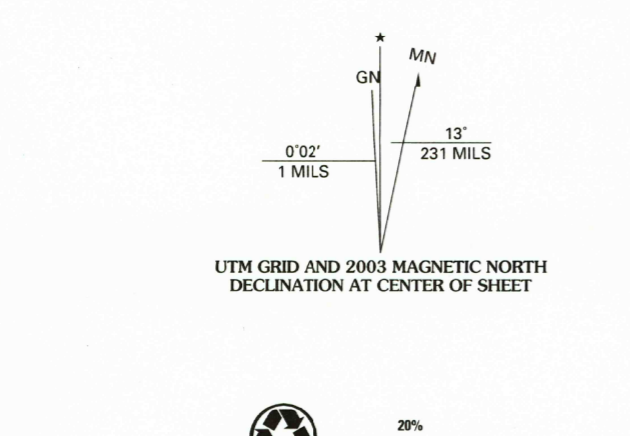 ★
MN
GN
13°
0°02′
231 MILS
1 MILS
UTM GRID AND 2003 MAGNETIC NORTH
DECLINATION AT CENTER OF SHEET
20%